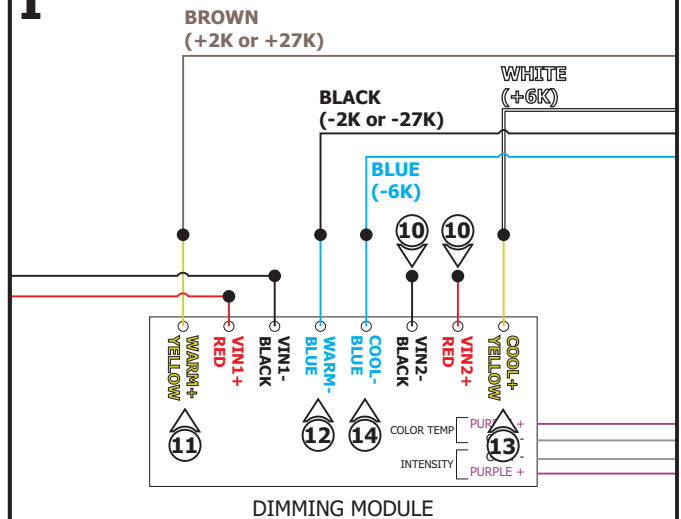 1
BROWN
(+2K or +27K)
WHITE
(+6K)
BLACK
(-2K or -27K)
BLUE
(-6K)
10
10
WARM+
YELLOW
VIN1+
RED
VIN1-
BLACK
WARM-
BLUE
COOL-
BLUE
VIN2-
BLACK
VIN2+
RED
COOL+
YELLOW
11
12
14
13
COLOR TEMP
PURPLE +
-
INTENSITY
-
PURPLE +
DIMMING MODULE